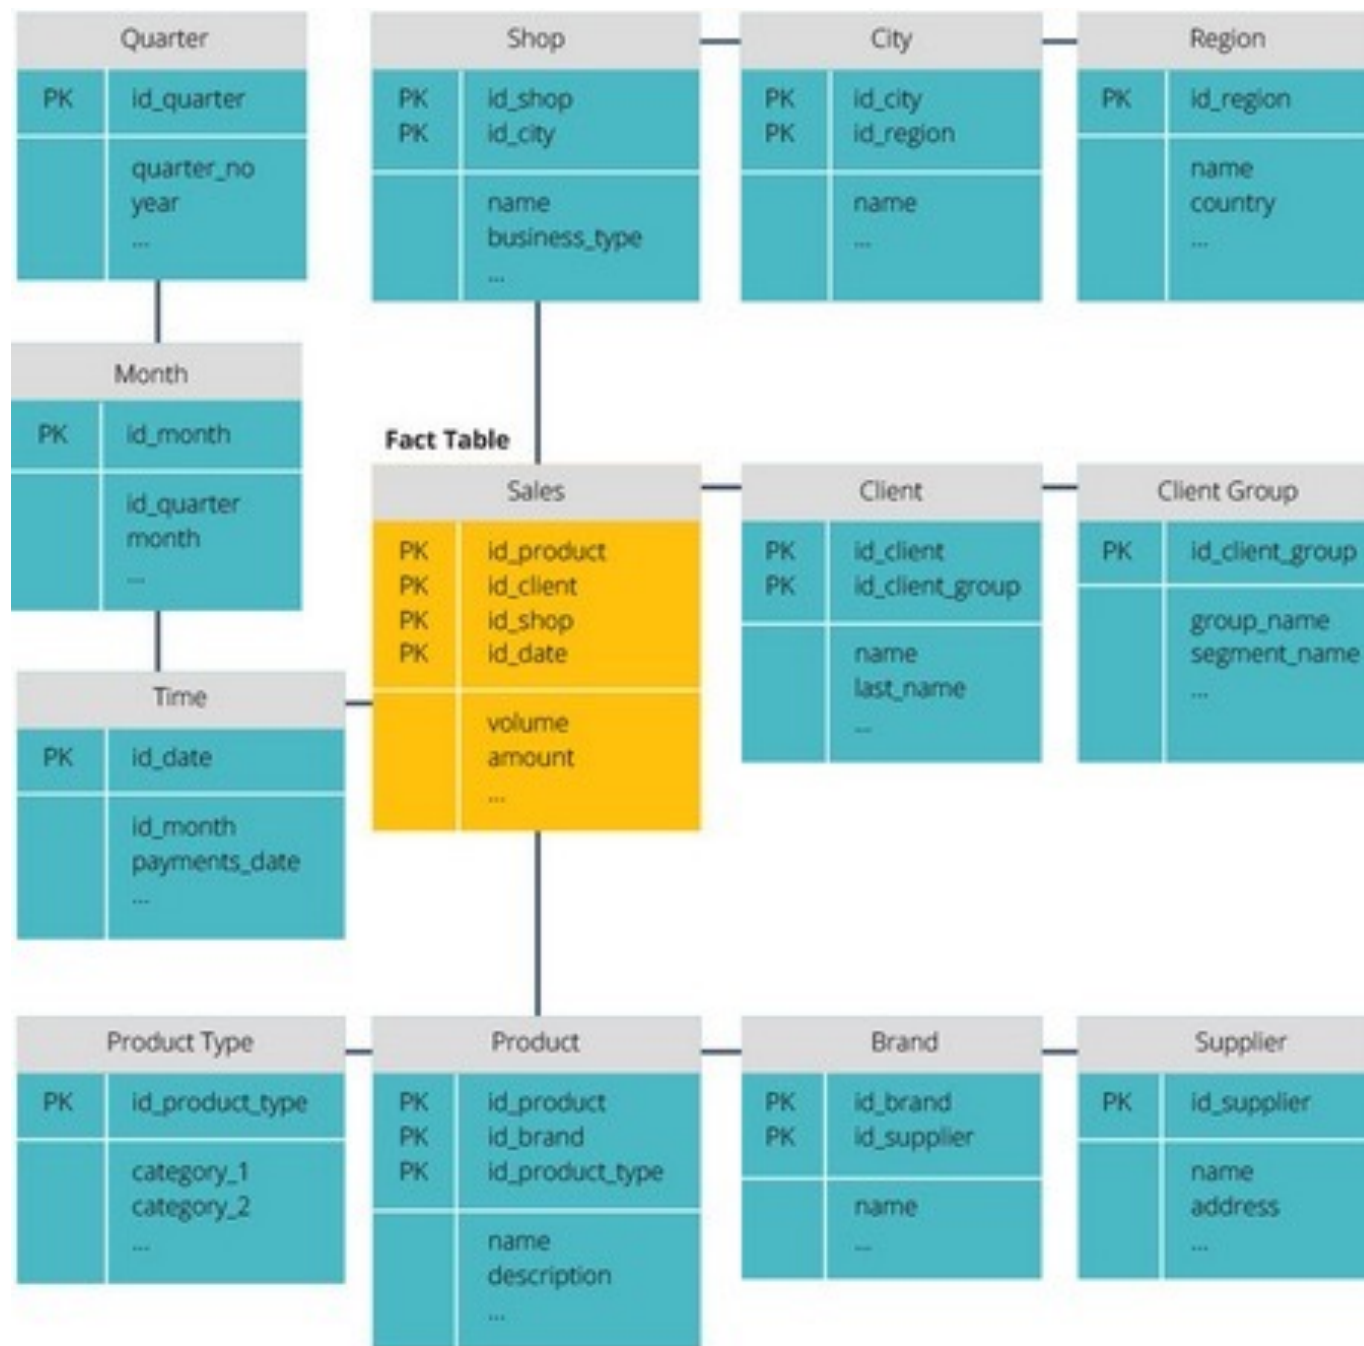 Quarter
PK id_quarter
quarter_no
year
...
Shop
PK id_shop
PK id_city
name
business_type
...
City
PK id_city
PK id_region
name
...
Region
PK id_region
name
country
...
Month
PK id_month
id_quarter
month
...
Fact Table
Sales
PK id_product
PK id_client
PK id_shop
PK id_date
volume
amount
...
Client
PK id_client
PK id_client_group
name
last_name
...
Client Group
PK id_client_group
group_name
segment_name
...
Time
PK id_date
id_month
payments_date
...
Product Type
PK id_product_type
category_1
category_2
...
Product
PK id_product
PK id_brand
PK id_product_type
name
description
...
Brand
PK id_brand
PK id_supplier
name
...
Supplier
PK id_supplier
name
address
...